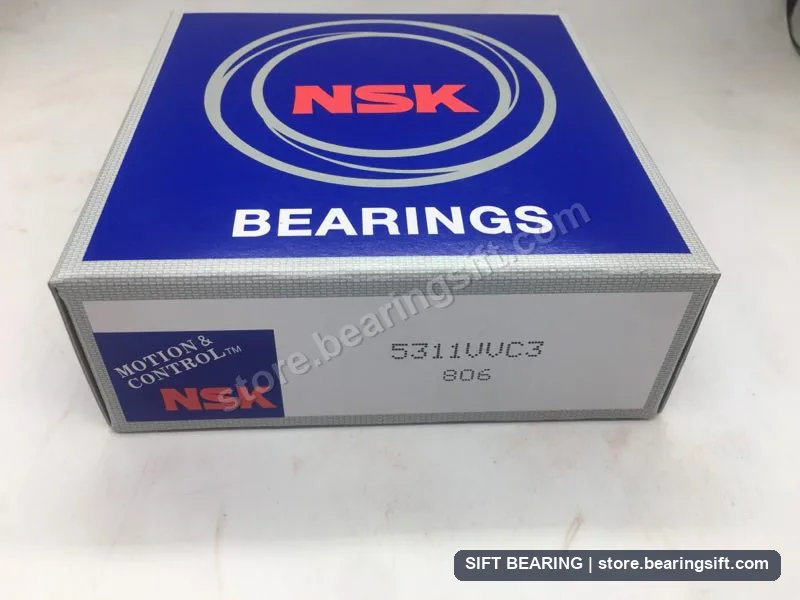 NSK
BEARINGS
store.bearingsift.com
MOTION &
CONTROL™
NSK
5311VVC3
806
SIFT BEARING | store.bearingsift.com